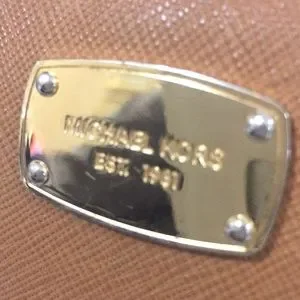 MICHAEL KORS
EST. 1981